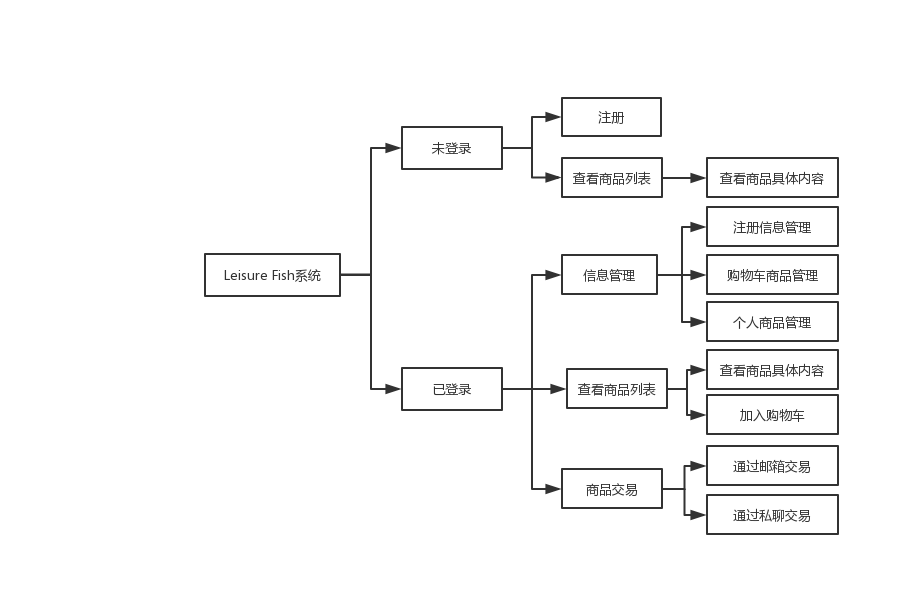 Leisure Fish系统
未登录
注册
查看商品列表
查看商品具体内容
已登录
信息管理
注册信息管理
购物车商品管理
个人商品管理
查看商品列表
查看商品具体内容
加入购物车
商品交易
通过邮箱交易
通过私聊交易